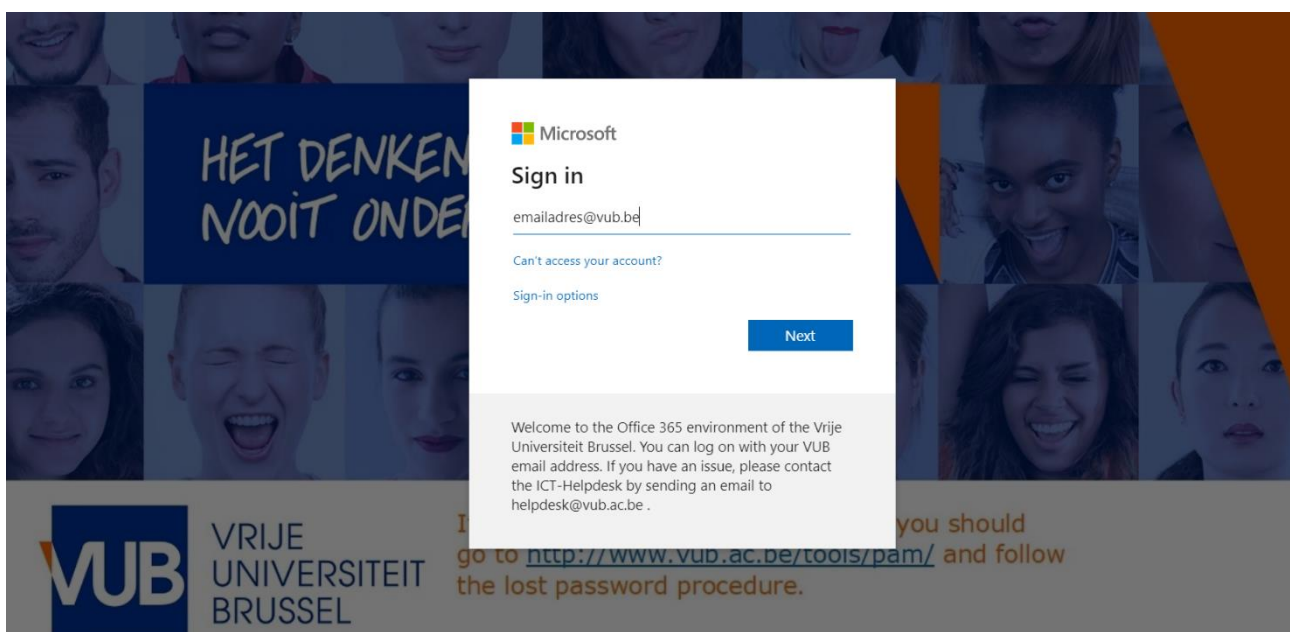 HET DENKEN
NOOIT
Microsoft
Sign in
emailadres@vub.be
Can't access your account?
Sign-in options
Next
Welcome to the Office 365 environment of the Vrije
Universiteit Brussel. You can log on with your VUB
email address. If you have an issue, please contact
the ICT-Helpdesk by sending an email to
helpdesk@vub.ac.be .
VUB
VRIJE
UNIVERSITEIT
BRUSSEL
you should
go to http://www.vub.ac.be/tools/pam/ and follow
the lost password procedure.